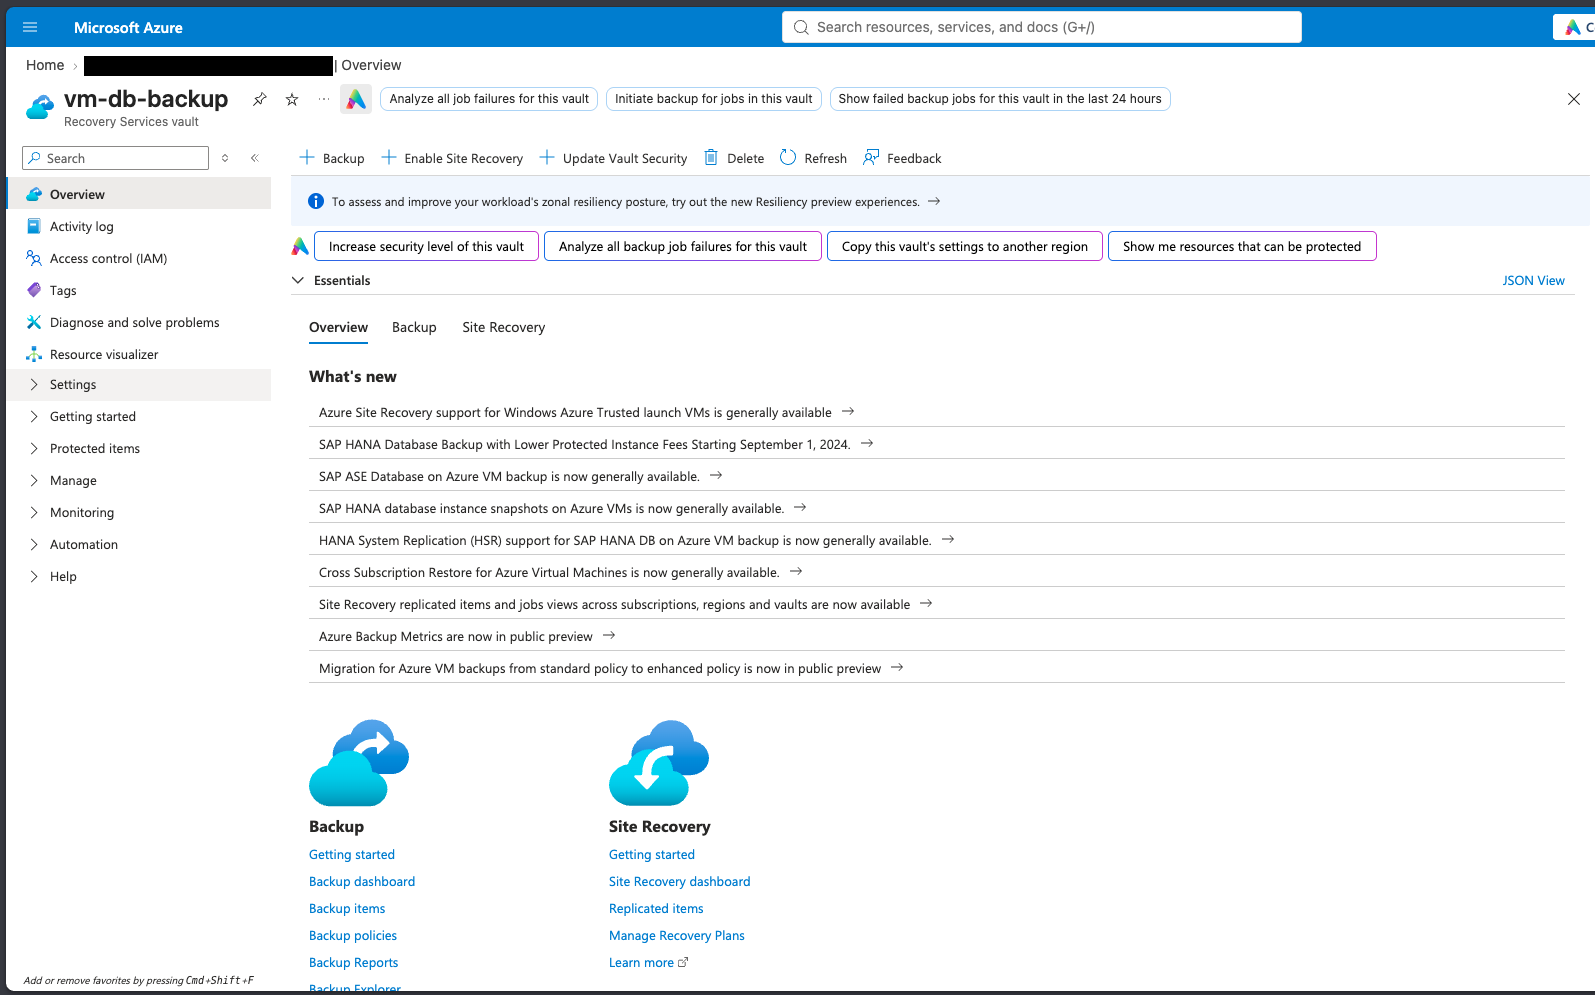 Microsoft Azure
Search resources, services, and docs (G+/)
Home
| Overview
vm-db-backup
Recovery Services vault
Analyze all job failures for this vault
Initiate backup for jobs in this vault
Show failed backup jobs for this vault in the last 24 hours
Search
Overview
Activity log
Access control (IAM)
Tags
Diagnose and solve problems
Resource visualizer
Settings
Getting started
Protected items
Manage
Monitoring
Automation
Help
Add or remove favorites by pressing Cmd+Shift+F
Backup
Enable Site Recovery
Update Vault Security
Delete
Refresh
Feedback
To assess and improve your workload's zonal resiliency posture, try out the new Resiliency preview experiences. →
Increase security level of this vault
Analyze all backup job failures for this vault
Copy this vault's settings to another region
Show me resources that can be protected
Essentials
JSON View
Overview
Backup
Site Recovery
What's new
Azure Site Recovery support for Windows Azure Trusted launch VMs is generally available →
SAP HANA Database Backup with Lower Protected Instance Fees Starting September 1, 2024. →
SAP ASE Database on Azure VM backup is now generally available. →
SAP HANA database instance snapshots on Azure VMs is now generally available. →
HANA System Replication (HSR) support for SAP HANA DB on Azure VM backup is now generally available. →
Cross Subscription Restore for Azure Virtual Machines is now generally available. →
Site Recovery replicated items and jobs views across subscriptions, regions and vaults are now available →
Azure Backup Metrics are now in public preview →
Migration for Azure VM backups from standard policy to enhanced policy is now in public preview →
Backup
Getting started
Backup dashboard
Backup items
Backup policies
Backup Reports
Backup Explorer
Site Recovery
Getting started
Site Recovery dashboard
Replicated items
Manage Recovery Plans
Learn more